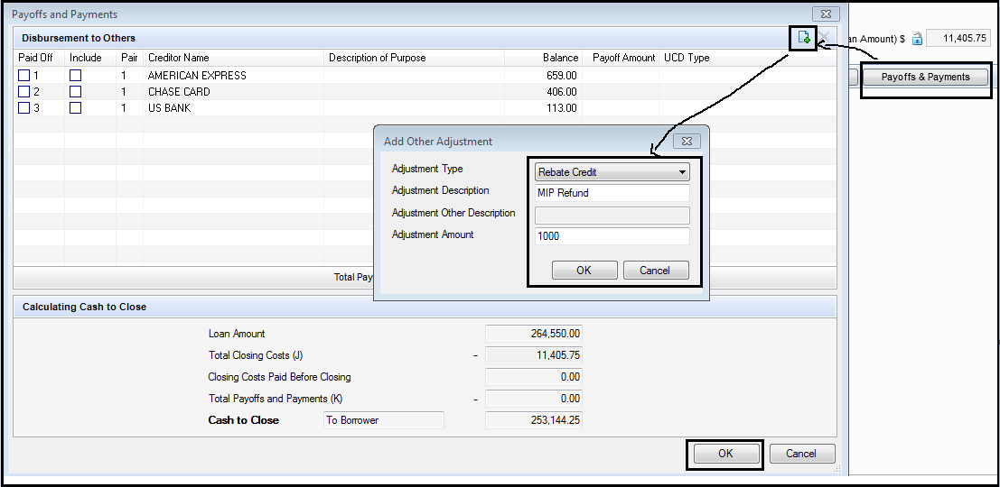 Payoffs and Payments
Disbursement to Others
an Amount) $ 11,405.75
Paid Off Include Pair Creditor Name Description of Purpose Balance Payoff Amount UCD Type
Payoffs & Payments
1 1 AMERICAN EXPRESS 659.00
2 1 CHASE CARD 406.00
3 1 US BANK 113.00
Add Other Adjustment
Adjustment Type Rebate Credit
Adjustment Description MIP Refund
Adjustment Other Description
Adjustment Amount 1000
OK Cancel
Total Pay
Calculating Cash to Close
Loan Amount 264,550.00
Total Closing Costs (J) - 11,405.75
Closing Costs Paid Before Closing 0.00
Total Payoffs and Payments (K) - 0.00
Cash to Close To Borrower 253,144.25
OK Cancel